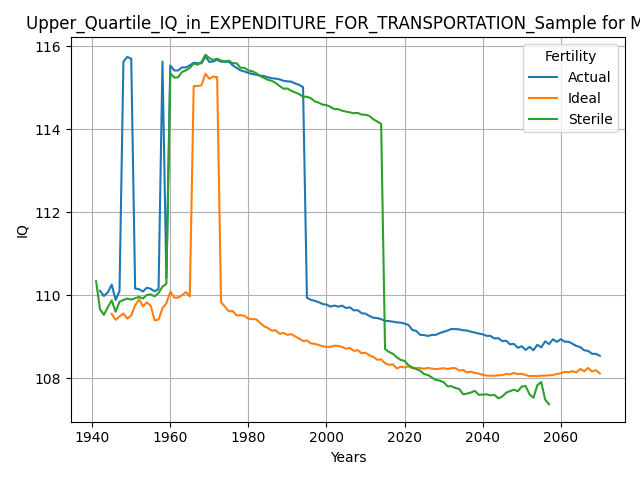 Upper_Quartile_IQ_in_EXPENDITURE_FOR_TRANSPORTATION_Sample for M
Fertility
Actual
Ideal
Sterile
IQ
116
114
112
110
108
1940 1960 1980 2000 2020 2040 2060
Years